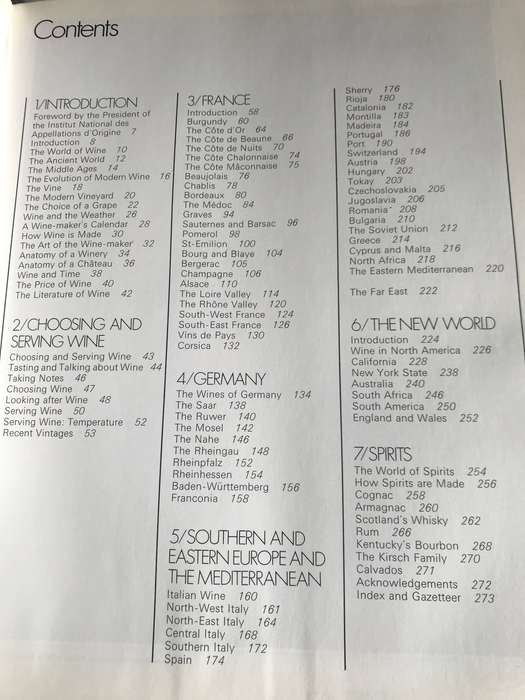 Contents
1/INTRODUCTION
Foreword by the President of
the Institut National des
Appellations d'Origine 7
Introduction 8
The World of Wine 10
The Ancient World 12
The Middle Ages 14
The Evolution of Modern Wine 16
The Vine 18
The Modern Vineyard 20
The Choice of a Grape 22
Wine and the Weather 26
A Wine-maker's Calendar 28
How Wine is Made 30
The Art of the Wine-maker 32
Anatomy of a Winery 34
Anatomy of a Château 36
Wine and Time 38
The Price of Wine 40
The Literature of Wine 42
2/CHOOSING AND
SERVING WINE
Choosing and Serving Wine 43
Tasting and Talking about Wine 44
Taking Notes 46
Choosing Wine 47
Looking after Wine 48
Serving Wine 50
Serving Wine: Temperature 52
Recent Vintages 53
3/FRANCE
Introduction 58
Burgundy 60
The Côte d'Or 64
The Côte de Beaune 66
The Côte de Nuits 70
The Côte Chalonnaise 74
The Côte Mâconnaise 75
Beaujolais 76
Chablis 78
Bordeaux 80
The Médoc 84
Graves 94
Sauternes and Barsac 96
Pomerol 98
St-Emilion 100
Bourg and Blaye 104
Bergerac 105
Champagne 106
Alsace 110
The Loire Valley 114
The Rhône Valley 120
South-West France 124
South-East France 126
Vins de Pays 130
Corsica 132
4/GERMANY
The Wines of Germany 134
The Saar 138
The Ruwer 140
The Mosel 142
The Nahe 146
The Rheingau 148
Rheinpfalz 152
Rheinhessen 154
Baden-Württemberg 156
Franconia 158
5/SOUTHERN AND
EASTERN EUROPE AND
THE MEDITERRANEAN
Italian Wine 160
North-West Italy 161
North-East Italy 164
Central Italy 168
Southern Italy 172
Spain 174
Sherry 176
Rioja 180
Catalonia 182
Montilla 183
Madeira 184
Portugal 186
Port 190
Switzerland 194
Austria 198
Hungary 202
Tokay 203
Czechoslovakia 205
Jugoslavia 206
Romania 208
Bulgaria 210
The Soviet Union 212
Greece 214
Cyprus and Malta 216
North Africa 218
The Eastern Mediterranean 220
The Far East 222
6/THE NEW WORLD
Introduction 224
Wine in North America 226
California 228
New York State 238
Australia 240
South Africa 246
South America 250
England and Wales 252
7/SPIRITS
The World of Spirits 254
How Spirits are Made 256
Cognac 258
Armagnac 260
Scotland's Whisky 262
Rum 266
Kentucky's Bourbon 268
The Kirsch Family 270
Calvados 271
Acknowledgements 272
Index and Gazetteer 273